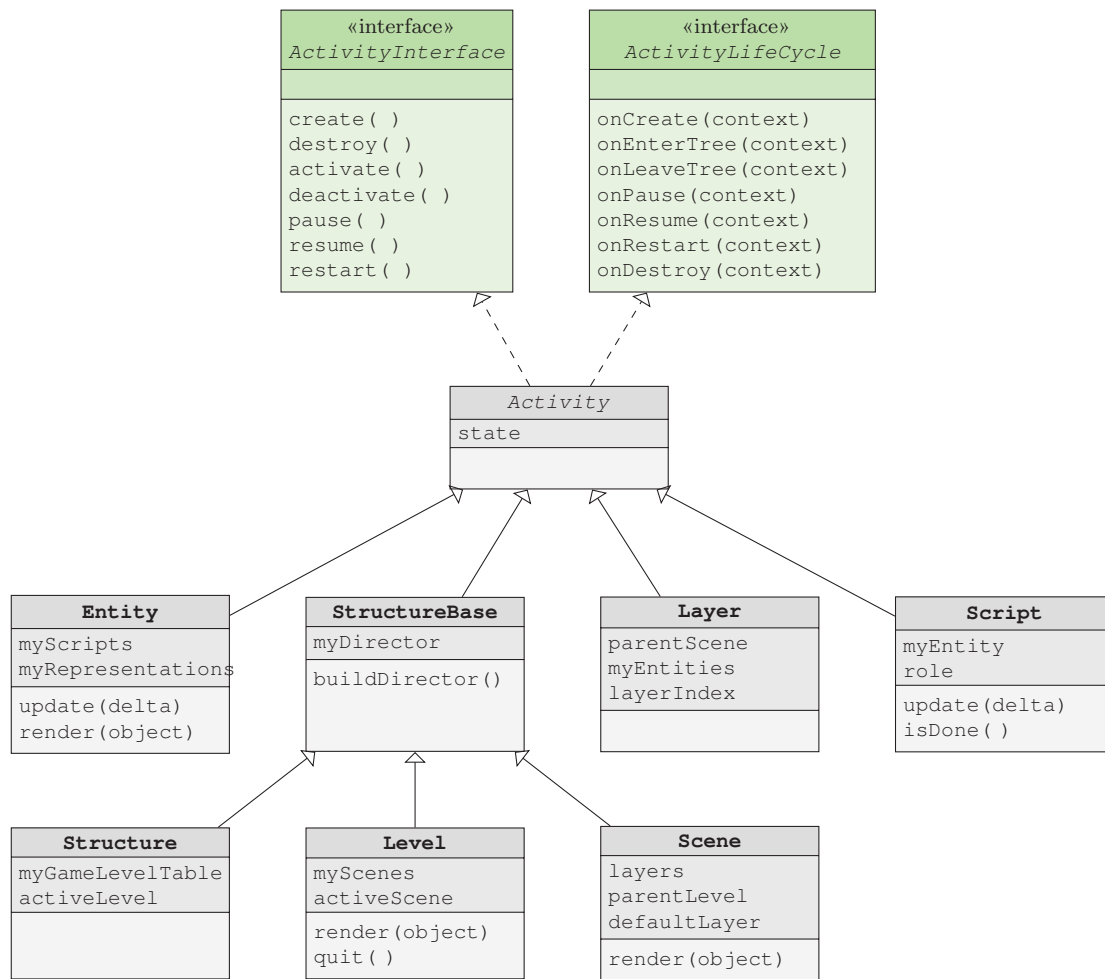 «interface»
ActivityInterface
create( )
destroy( )
activate( )
deactivate( )
pause( )
resume( )
restart( )
«interface»
ActivityLifeCycle
onCreate(context)
onEnterTree(context)
onLeaveTree(context)
onPause(context)
onResume(context)
onRestart(context)
onDestroy(context)
Activity
state
Entity
myScripts
myRepresentations
update(delta)
render(object)
StructureBase
myDirector
buildDirector()
Layer
parentScene
myEntities
layerIndex
Script
myEntity
role
update(delta)
isDone( )
Structure
myGameLevelTable
activeLevel
Level
myScenes
activeScene
render(object)
quit()
Scene
layers
parentLevel
defaultLayer
render(object)